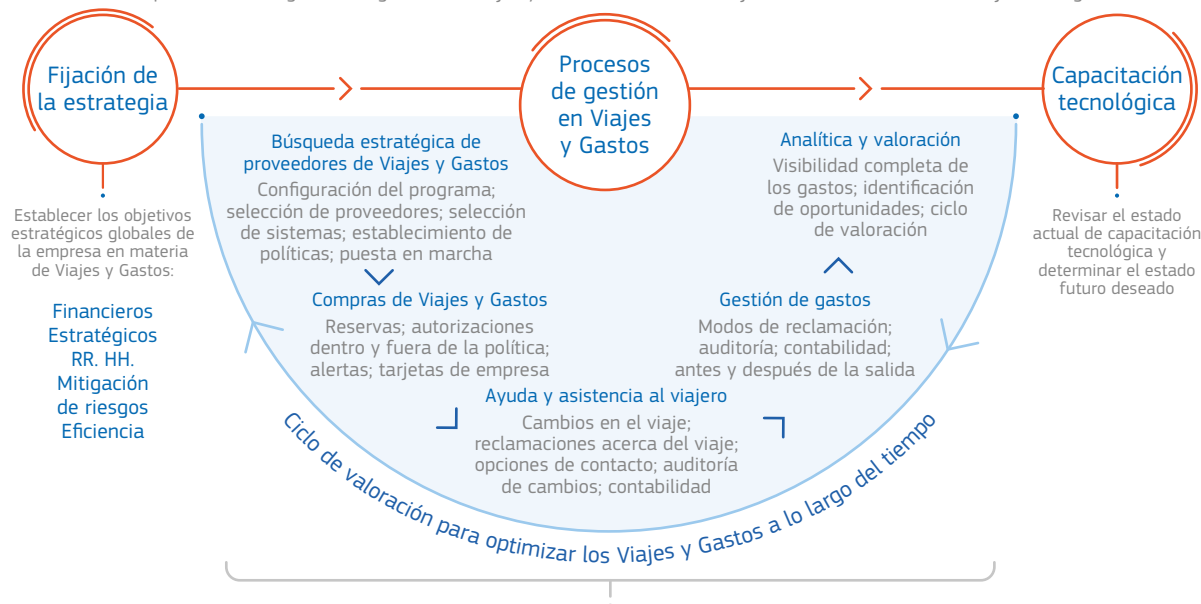 Fijación de
la estrategia
Procesos
de gestión
en Viajes
y Gastos
Capacitación
tecnológica
Establecer los objetivos
estratégicos globales de
la empresa en materia
de Viajes y Gastos:
Financieros
Estratégicos
RR. HH.
Mitigación
de riesgos
Eficiencia
Búsqueda estratégica de
proveedores de Viajes y Gastos
Configuración del programa;
selección de proveedores; selección
de sistemas; establecimiento de
políticas; puesta en marcha
Compras de Viajes y Gastos
Reservas; autorizaciones
dentro y fuera de la política;
alertas; tarjetas de empresa
Ayuda y asistencia al viajero
Cambios en el viaje;
reclamaciones acerca del viaje;
opciones de contacto; auditoría
de cambios; contabilidad
Gestión de gastos
Modos de reclamación;
auditoría; contabilidad;
antes y después de la salida
Analítica y valoración
Visibilidad completa de
los gastos; identificación
de oportunidades; ciclo
de valoración
Revisar el estado
actual de capacitación
tecnológica y
determinar el estado
futuro deseado
Ciclo de valoración para optimizar los Viajes y Gastos a lo largo del tiempo